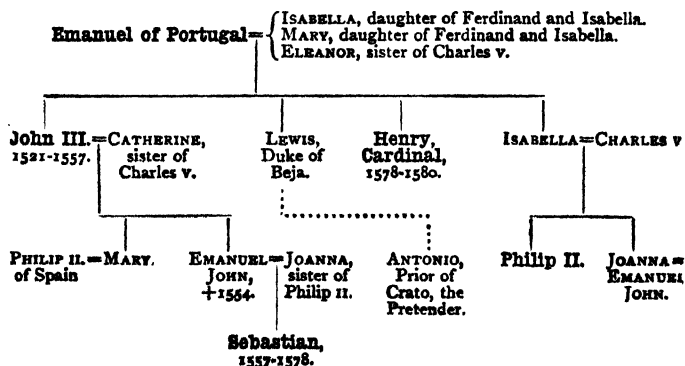 Emanuel of Portugal=
ISABELLA, daughter of Ferdinand and Isabella.
MARY, daughter of Ferdinand and Isabella.
ELEANOR, sister of Charles V.
John III.=CATHERINE,
1521-1557. sister of
Charles V.
LEWIS,
Duke of
Beja.
Henry,
Cardinal,
1578-1580.
ISABELLA=CHARLES V
PHILIP II.=MARY.
of Spain
EMANUEL=JOANNA,
JOHN, sister of
+1554. Philip II.
ANTONIO,
Prior of
Crato, the
Pretender.
Philip II.
JOANNA=
EMANUEL
JOHN.
Sebastian,
1557-1578.